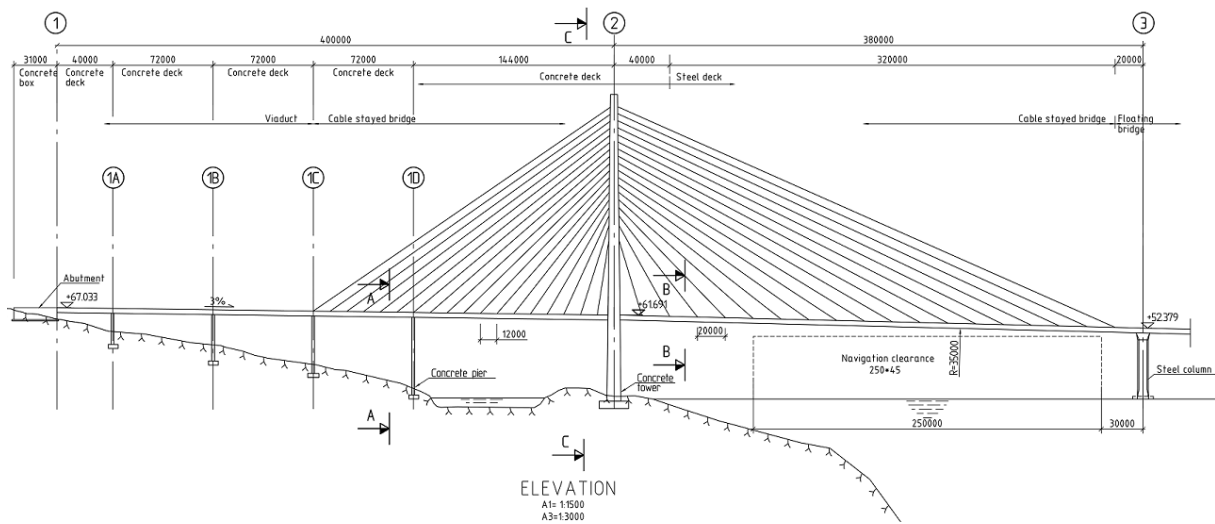 1
2
3
C
400000
380000
31000
40000
72000
72000
72000
144000
40000
320000
20000
Concrete
box
Concrete
deck
Concrete deck
Concrete deck
Concrete deck
Concrete deck
Steel deck
Viaduct
Cable stayed bridge
Cable stayed bridge
Floating
bridge
1A
1B
1C
1D
Abutment
+67.033
3%
A
B
+61.691
+52.379
12000
20000
R=35000
Navigation clearance
250*45
B
Concrete pier
Concrete
tower
Steel column
A
250000
30000
C
ELEVATION
A1= 1:1500
A3=1:3000